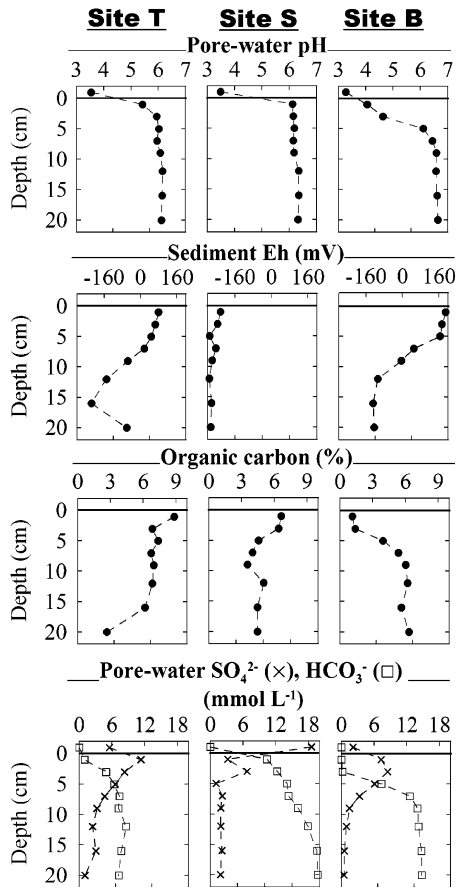 Site T Site S Site B
Pore-water pH
3 4 5 6 7 3 4 5 6 7 3 4 5 6 7
Depth (cm)
0
5
10
15
20
Sediment Eh (mV)
-160 0 160 -160 0 160 -160 0 160
Depth (cm)
0
5
10
15
20
Organic carbon (%)
0 3 6 9 0 3 6 9 0 3 6 9
Depth (cm)
0
5
10
15
20
Pore-water SO₄²⁻ (×), HCO₃⁻ (□)
(mmol L⁻¹)
0 6 12 18 0 6 12 18 0 6 12 18
Depth (cm)
0
5
10
15
20